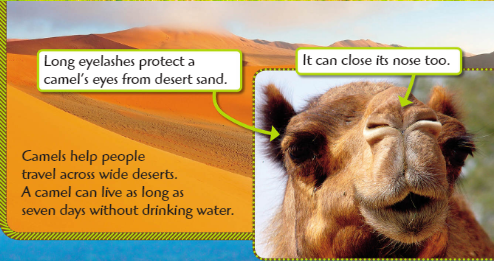 Long eyelashes protect a
camel's eyes from desert sand.
It can close its nose too.
Camels help people
travel across wide deserts.
A camel can live as long as
seven days without drinking water.